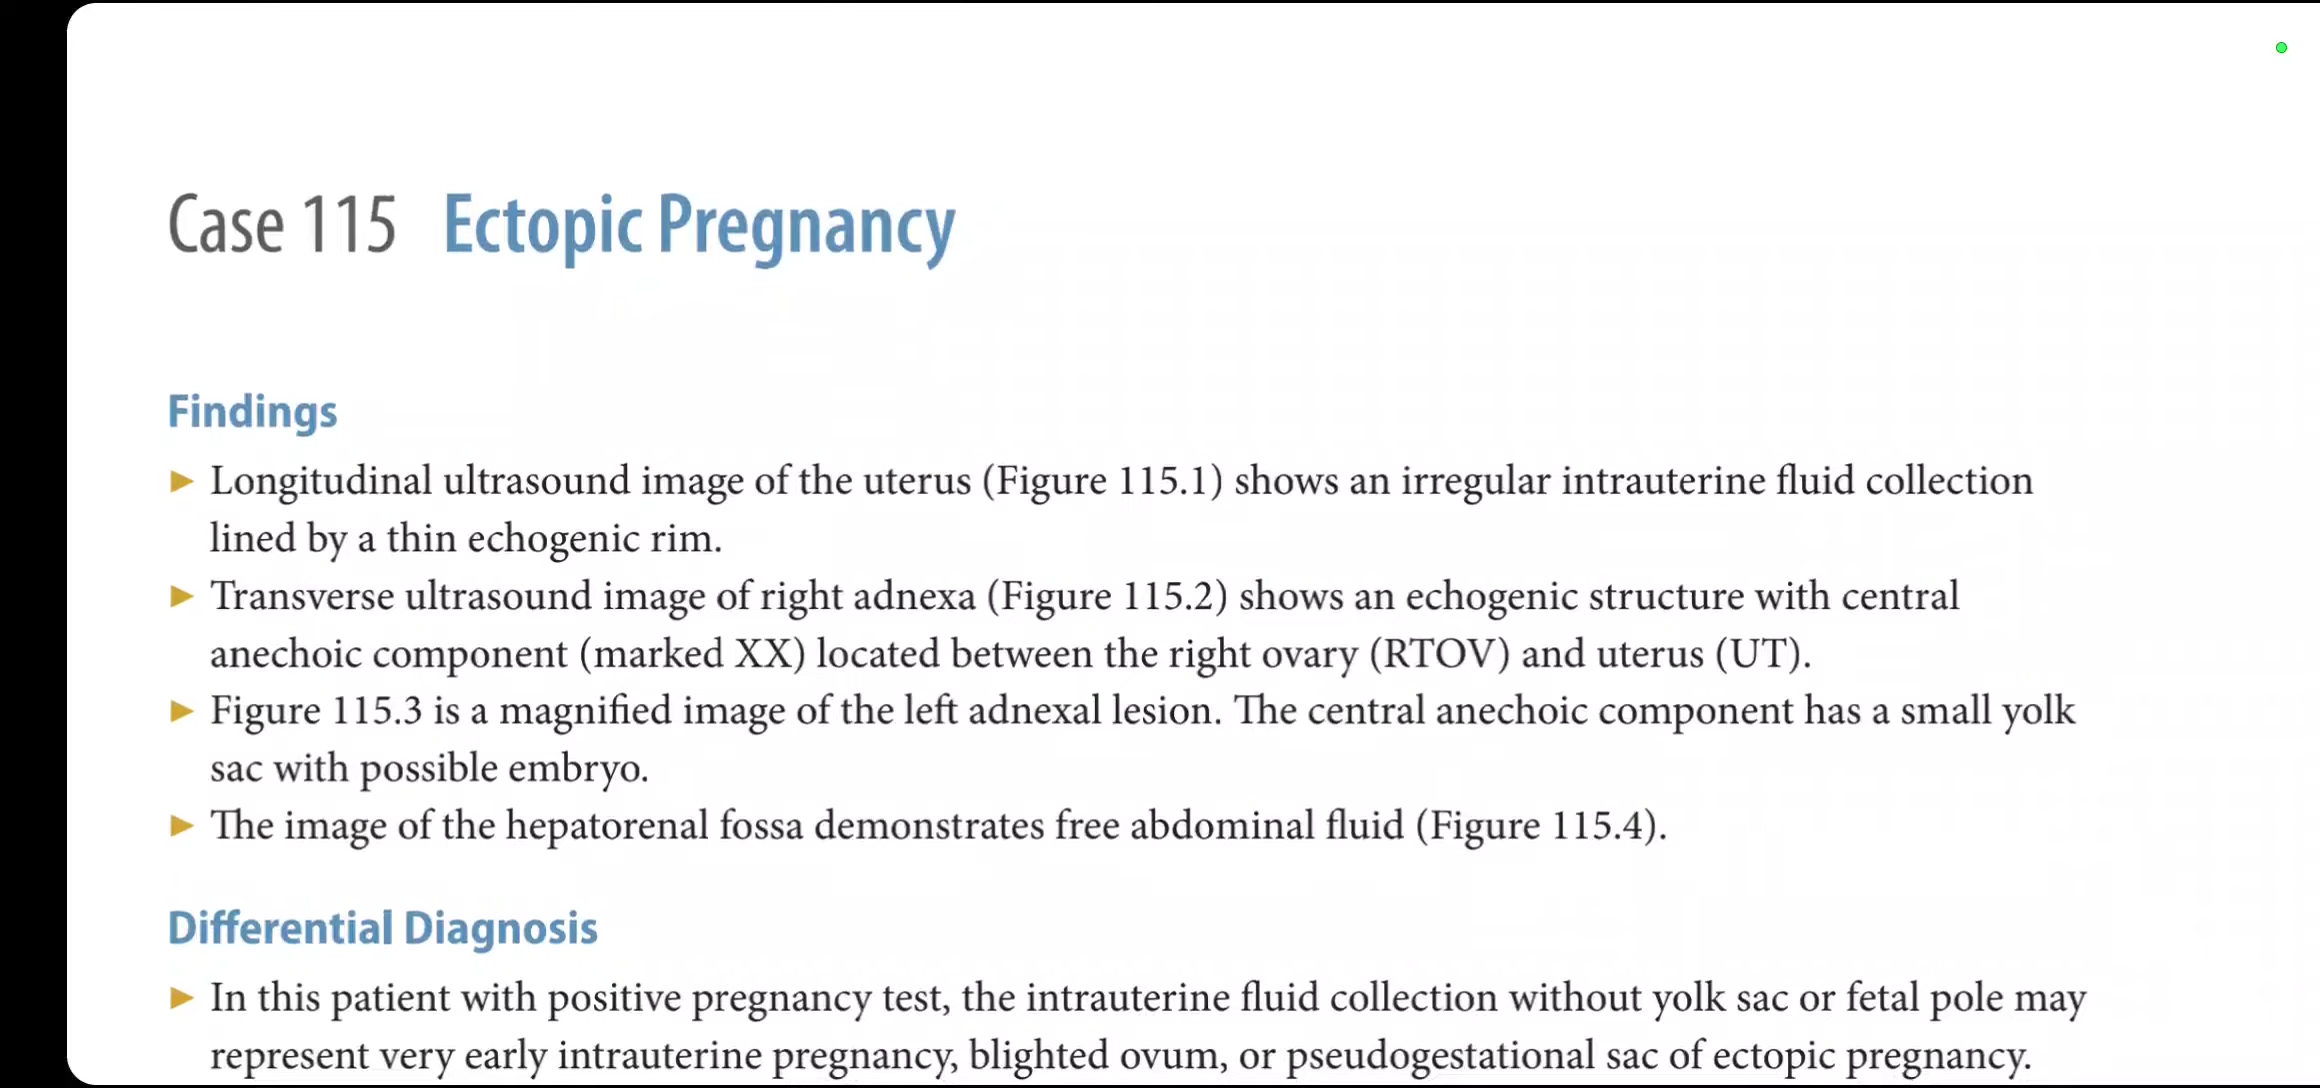 Case 115 Ectopic Pregnancy
Findings
► Longitudinal ultrasound image of the uterus (Figure 115.1) shows an irregular intrauterine fluid collection
lined by a thin echogenic rim.
► Transverse ultrasound image of right adnexa (Figure 115.2) shows an echogenic structure with central
anechoic component (marked XX) located between the right ovary (RTOV) and uterus (UT).
► Figure 115.3 is a magnified image of the left adnexal lesion. The central anechoic component has a small yolk
sac with possible embryo.
► The image of the hepatorenal fossa demonstrates free abdominal fluid (Figure 115.4).
Differential Diagnosis
► In this patient with positive pregnancy test, the intrauterine fluid collection without yolk sac or fetal pole may
represent very early intrauterine pregnancy, blighted ovum, or pseudogestational sac of ectopic pregnancy.